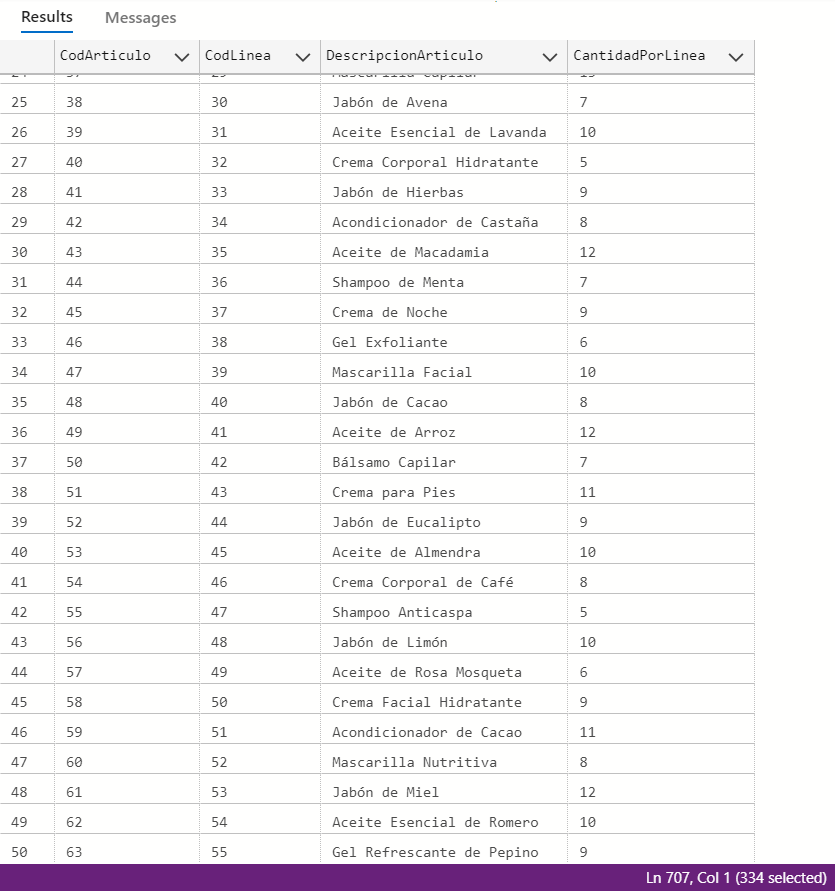 Results Messages
CodArticulo CodLinea DescripcionArticulo CantidadPorLinea
24 37 29 Mascarilla Capilar 15
25 38 30 Jabón de Avena 7
26 39 31 Aceite Esencial de Lavanda 10
27 40 32 Crema Corporal Hidratante 5
28 41 33 Jabón de Hierbas 9
29 42 34 Acondicionador de Castaña 8
30 43 35 Aceite de Macadamia 12
31 44 36 Shampoo de Menta 7
32 45 37 Crema de Noche 9
33 46 38 Gel Exfoliante 6
34 47 39 Mascarilla Facial 10
35 48 40 Jabón de Cacao 8
36 49 41 Aceite de Arroz 12
37 50 42 Bálsamo Capilar 7
38 51 43 Crema para Pies 11
39 52 44 Jabón de Eucalipto 9
40 53 45 Aceite de Almendra 10
41 54 46 Crema Corporal de Café 8
42 55 47 Shampoo Anticaspa 5
43 56 48 Jabón de Limón 10
44 57 49 Aceite de Rosa Mosqueta 6
45 58 50 Crema Facial Hidratante 9
46 59 51 Acondicionador de Cacao 11
47 60 52 Mascarilla Nutritiva 8
48 61 53 Jabón de Miel 12
49 62 54 Aceite Esencial de Romero 10
50 63 55 Gel Refrescante de Pepino 9
Ln 707, Col 1 (334 selected)